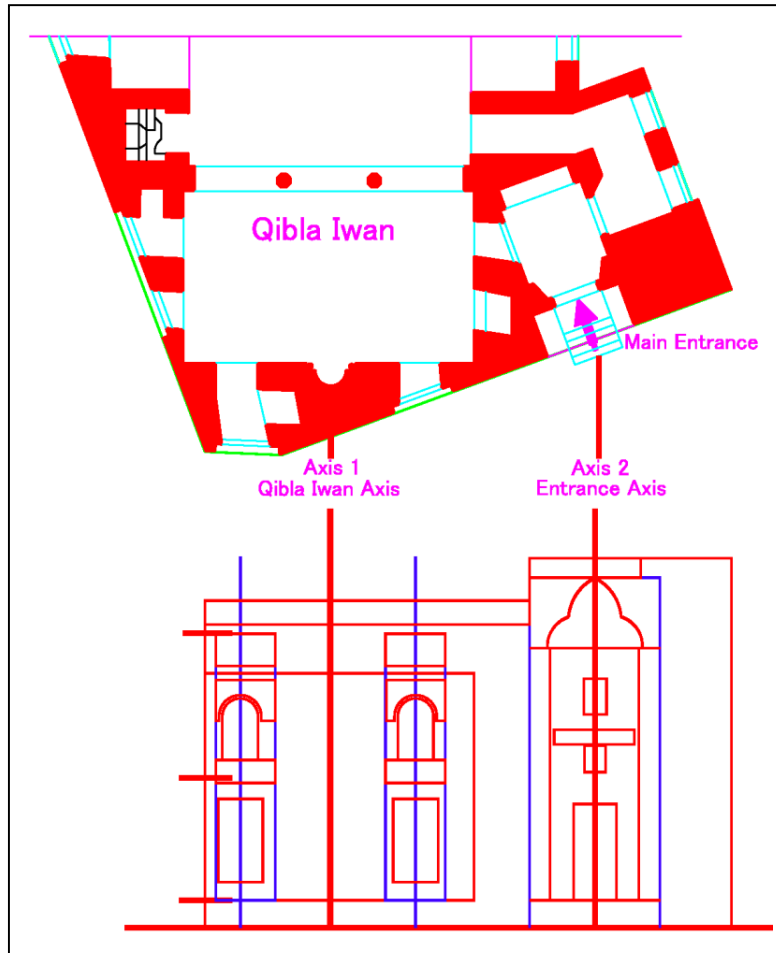 Qibla Iwan
Main Entrance
Axis 1
Qibla Iwan Axis
Axis 2
Entrance Axis